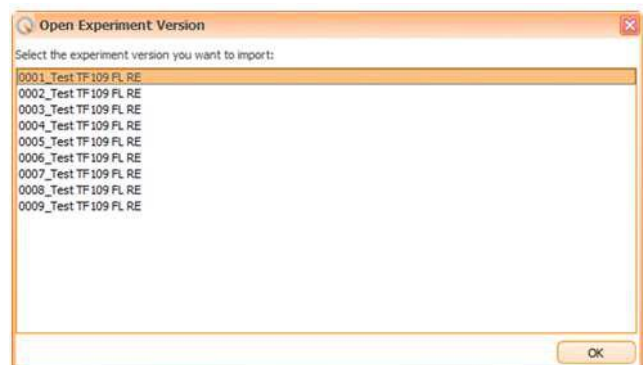 Open Experiment Version
Select the experiment version you want to import:
0001_Test TF109 FL RE
0002_Test TF109 FL RE
0003_Test TF109 FL RE
0004_Test TF109 FL RE
0005_Test TF109 FL RE
0006_Test TF109 FL RE
0007_Test TF109 FL RE
0008_Test TF109 FL RE
0009_Test TF109 FL RE
OK